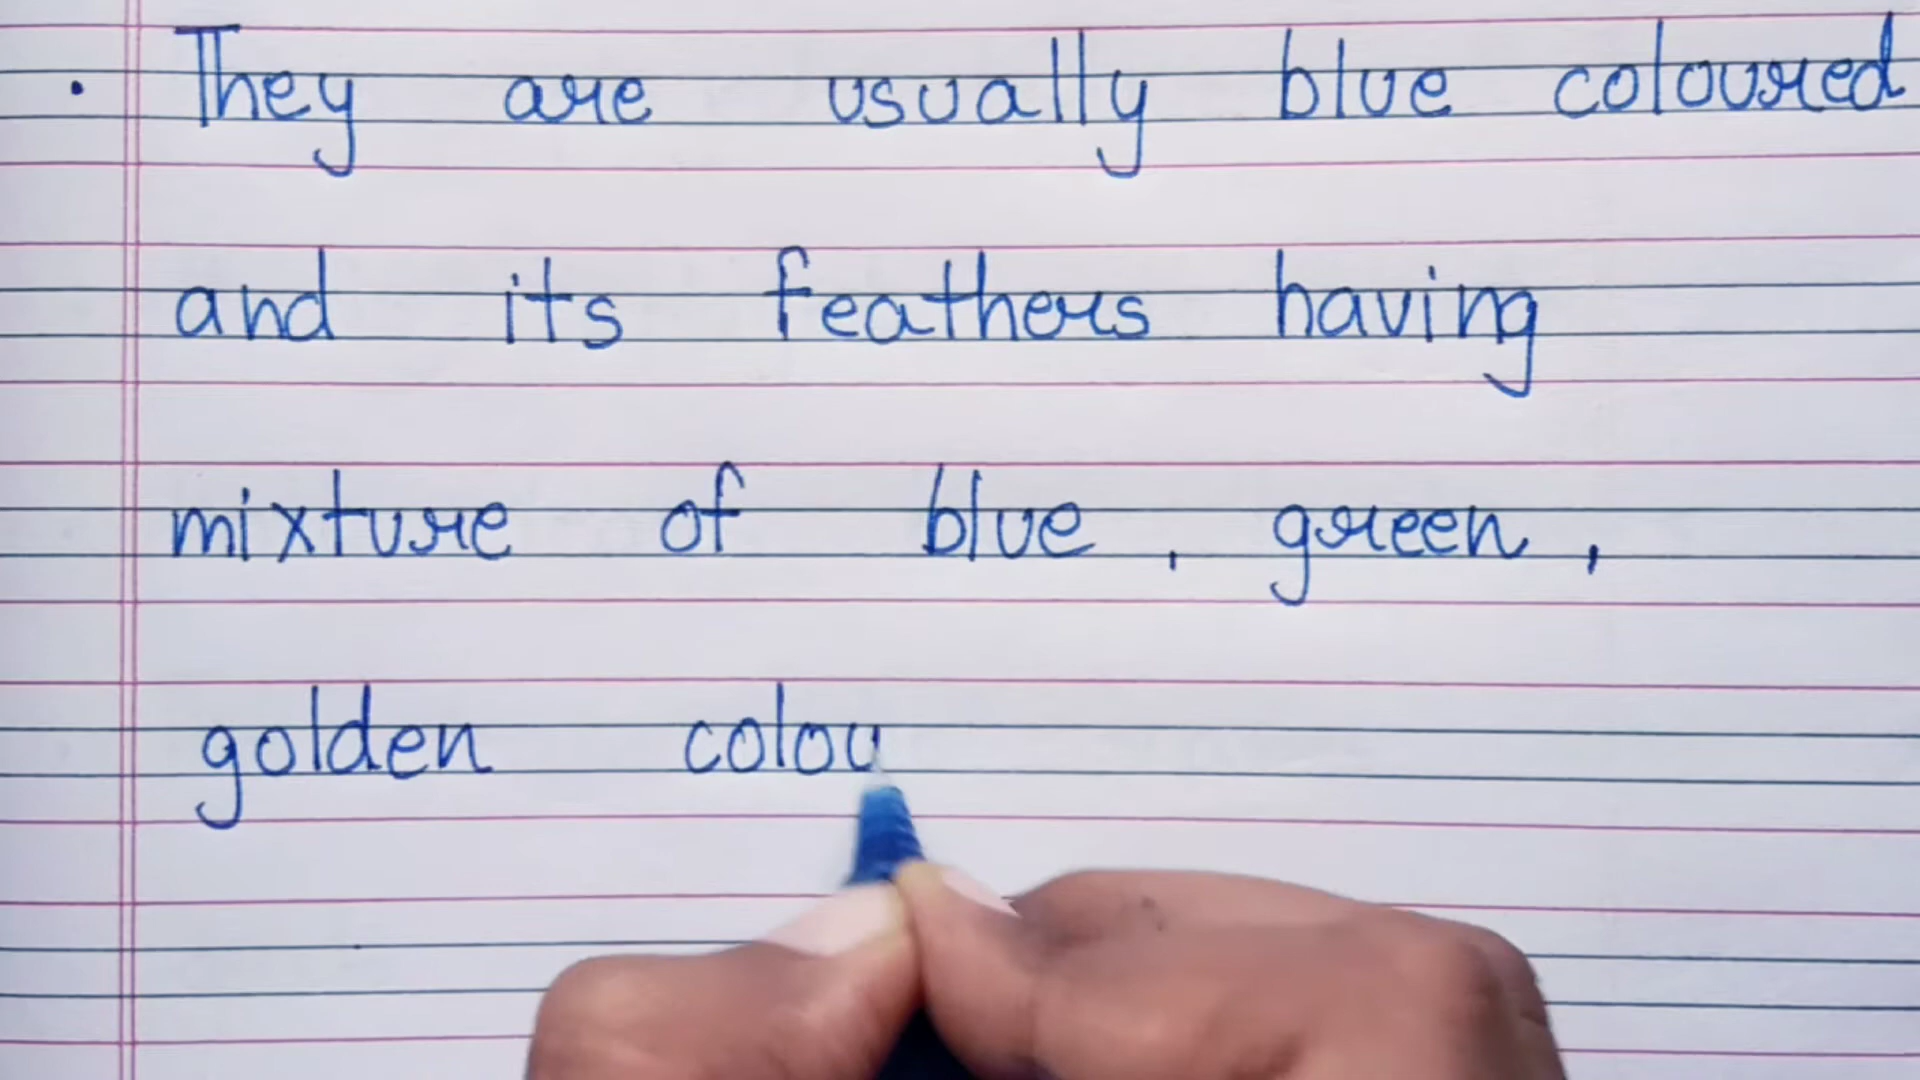 . They are usually blue coloured
and its feathers having
mixture of blue, green,
golden colou